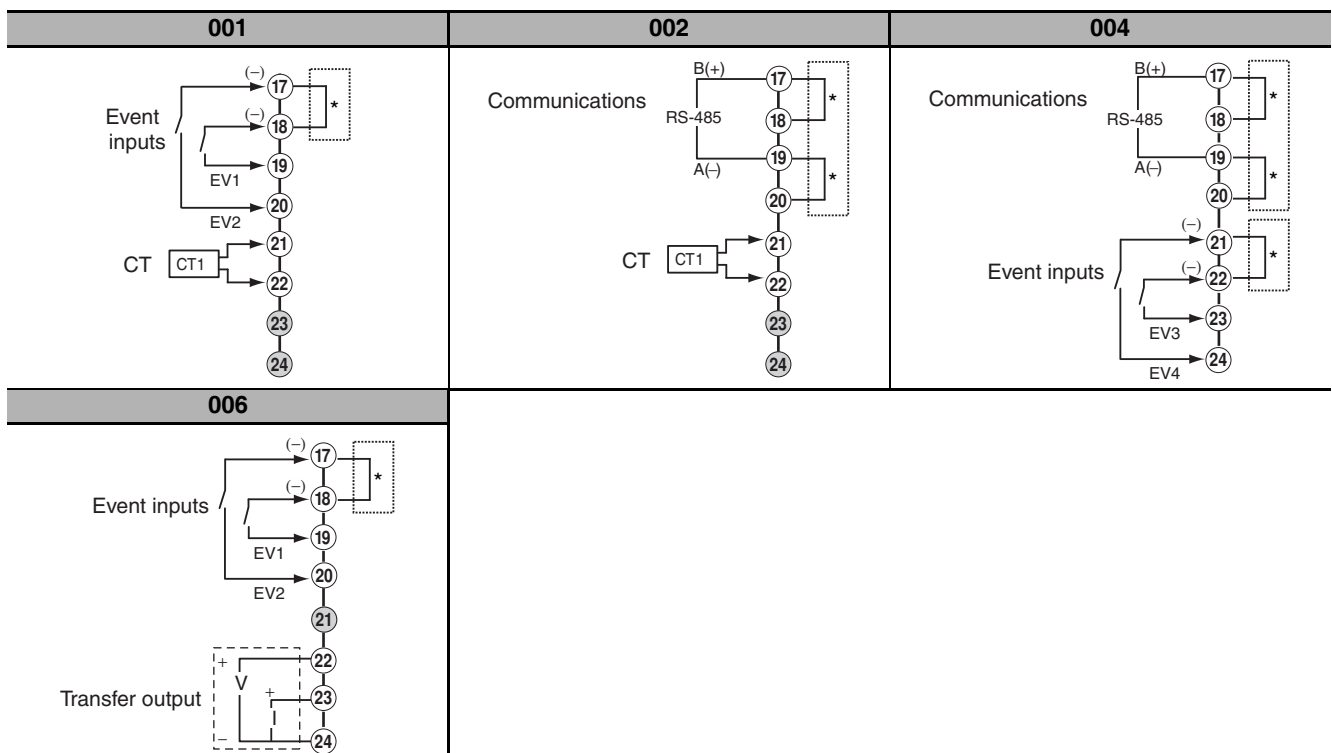 001
002
004
Event inputs
(–)
17
*
(–)
18
19
EV1
20
EV2
21
CT
CT1
22
23
24
Communications
B(+)
17
*
RS-485
18
19
A(–)
*
20
21
CT
CT1
22
23
24
Communications
B(+)
17
*
RS-485
18
19
A(–)
*
20
(–)
21
*
Event inputs
(–)
22
23
EV3
24
EV4
006
(–)
17
*
Event inputs
(–)
18
19
EV1
20
EV2
21
+
22
V
Transfer output
+
23
I
–
24